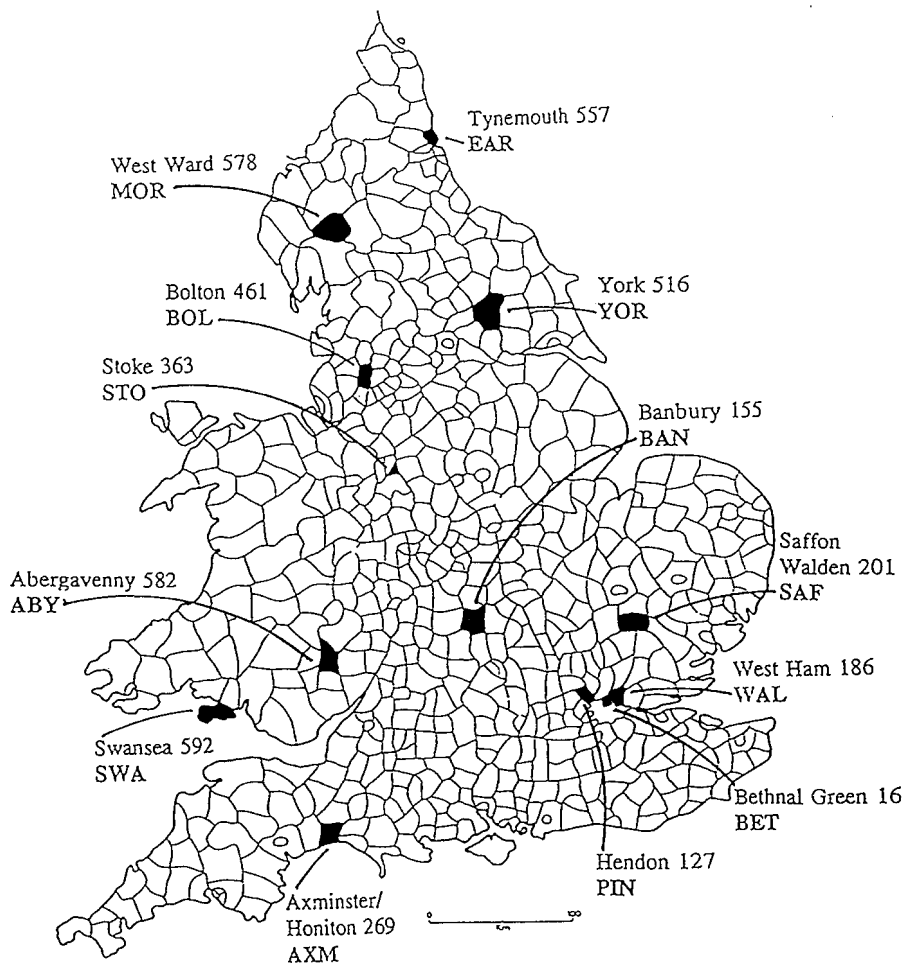 Tynemouth 557
EAR
West Ward 578
MOR
Bolton 461
BOL
York 516
YOR
Stoke 363
STO
Banbury 155
BAN
Saffon
Walden 201
SAF
Abergavenny 582
ABY
West Ham 186
WAL
Swansea 592
SWA
Bethnal Green 16
BET
Hendon 127
PIN
Axminster/
Honiton 269
AXM
0